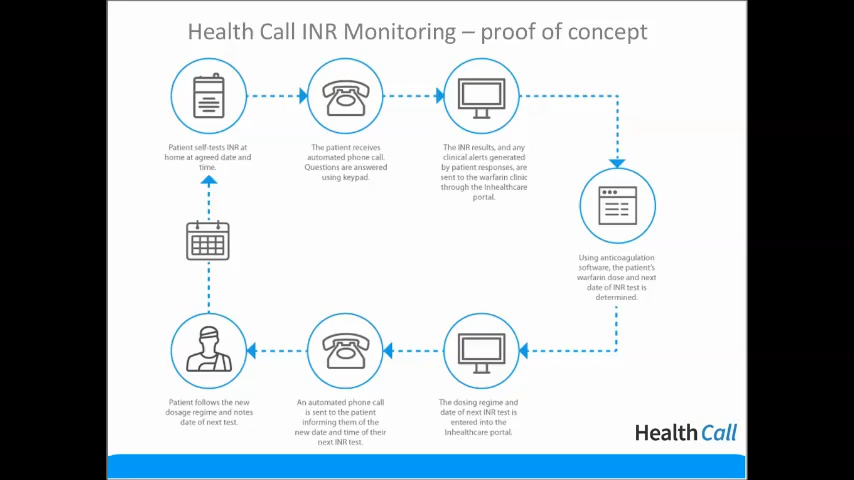 Health Call INR Monitoring – proof of concept
Patient self-tests INR at
home at agreed date and
time.
The patient receives
automated phone call.
Questions are answered
using keypad.
The INR results, and any
clinical alerts generated
by patient responses, are
sent to the warfarin clinic
through the Inhealthcare
portal.
Using anticoagulation
software, the patient's
warfarin dose and next
date of INR test is
determined.
The dosing regime and
date of next INR test is
entered into the
Inhealthcare portal.
An automated phone call
is sent to the patient
informing them of the
new date and time of their
next INR test.
Patient follows the new
dosage regime and notes
date of next test.
Health Call